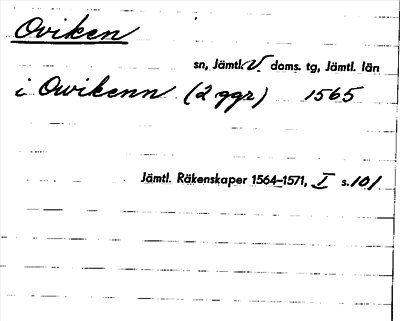 Oviken
sn, Jämtl. V. doms. tg, Jämtl. län
i Owikenn (2 ggr) 1565
Jämtl. Räkenskaper 1564–1571, I s. 101